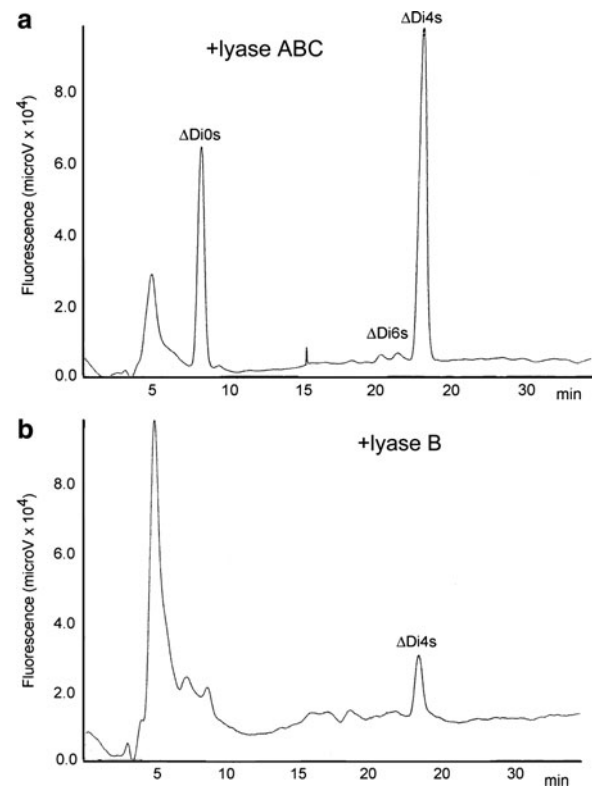 a
ΔDi4s
+lyase ABC
ΔDi0s
8.0
6.0
4.0
2.0
0.0
Fluorescence (microV x 10⁴)
ΔDi6s
5 10 15 20 20 30 min
b
+lyase B
8.0
6.0
4.0
2.0
0.0
Fluorescence (microV x 10⁴)
ΔDi4s
5 10 15 20 20 30 min